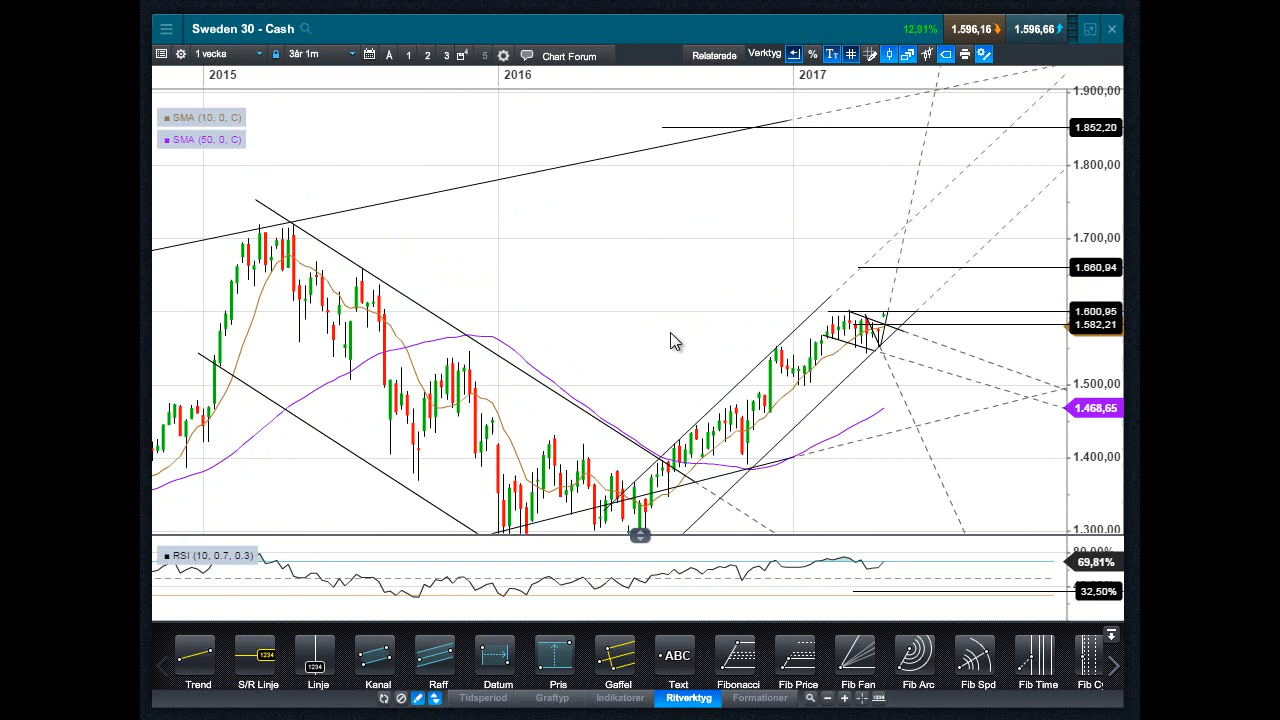 Sweden 30 - Cash
12,91%
1.596,16
1.596,66
1 vecka
3år 1m
A 1 2 3 5
Chart Forum
Relaterade
Verktyg
%
2015 2016 2017
SMA (10, 0, C)
SMA (50, 0, C)
1.900,00
1.852,20
1.800,00
1.700,00
1.660,94
1.600,95
1.582,21
1.500,00
1.468,65
1.400,00
1.300,00
RSI (10, 0.7, 0.3)
80,00%
69,81%
32,50%
1234
1234
ABC
Trend S/R Linje Linje Kanal Raff Datum Pris Gaffel Text Fibonacci Fib Price Fib Fan Fib Arc Fib Spd Fib Time Fib C
Tidsperiod Graftyp Indikatorer Ritverktyg Formationer